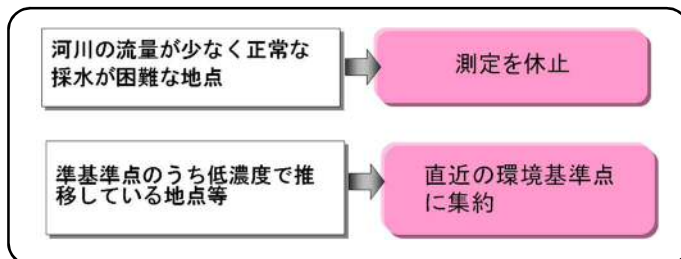 河川の流量が少なく正常な
採水が困難な地点
測定を休止
準基準点のうち低濃度で推
移している地点等
直近の環境基準点
に集約